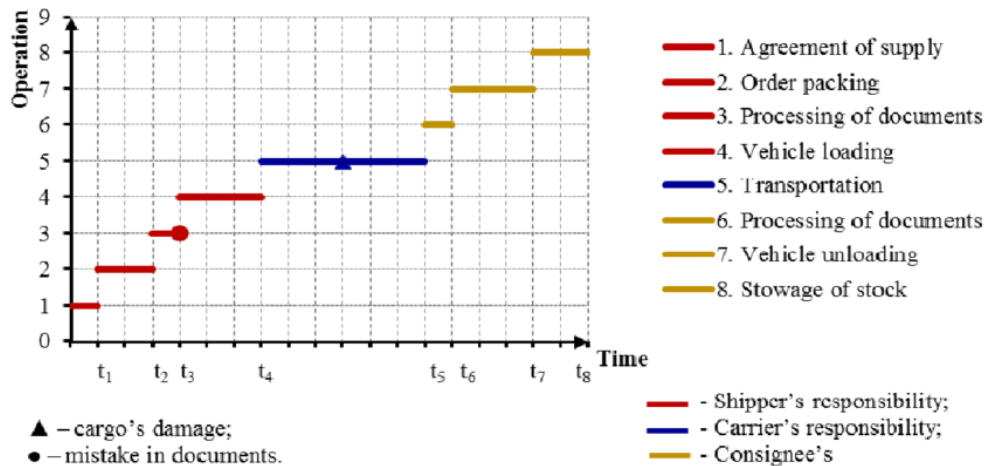 9
8
7
6
5
4
3
2
1
0
Operation
Time
t1 t2 t3 t4 t5 t6 t7 t8
1. Agreement of supply
2. Order packing
3. Processing of documents
4. Vehicle loading
5. Transportation
6. Processing of documents
7. Vehicle unloading
8. Stowage of stock
▲ – cargo's damage;
● – mistake in documents.
- Shipper's responsibility;
- Carrier's responsibility;
- Consignee's